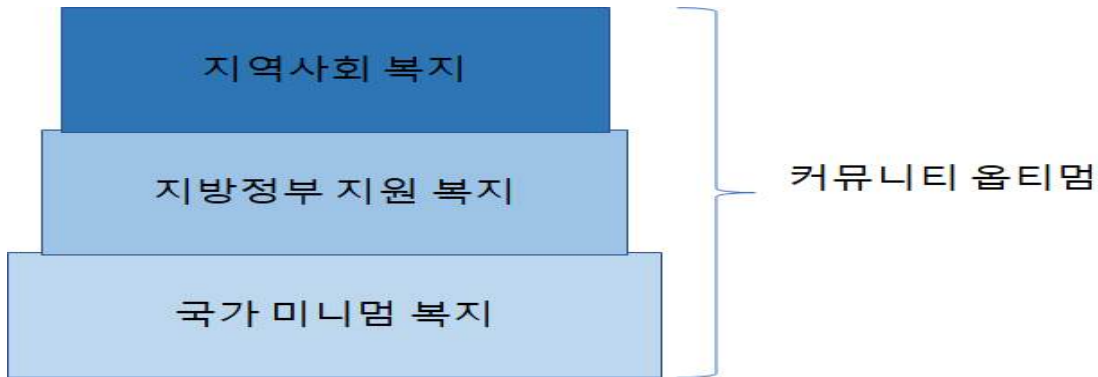 지역사회 복지
지방정부 지원 복지
커뮤니티 옵티멈
국가 미니멈 복지